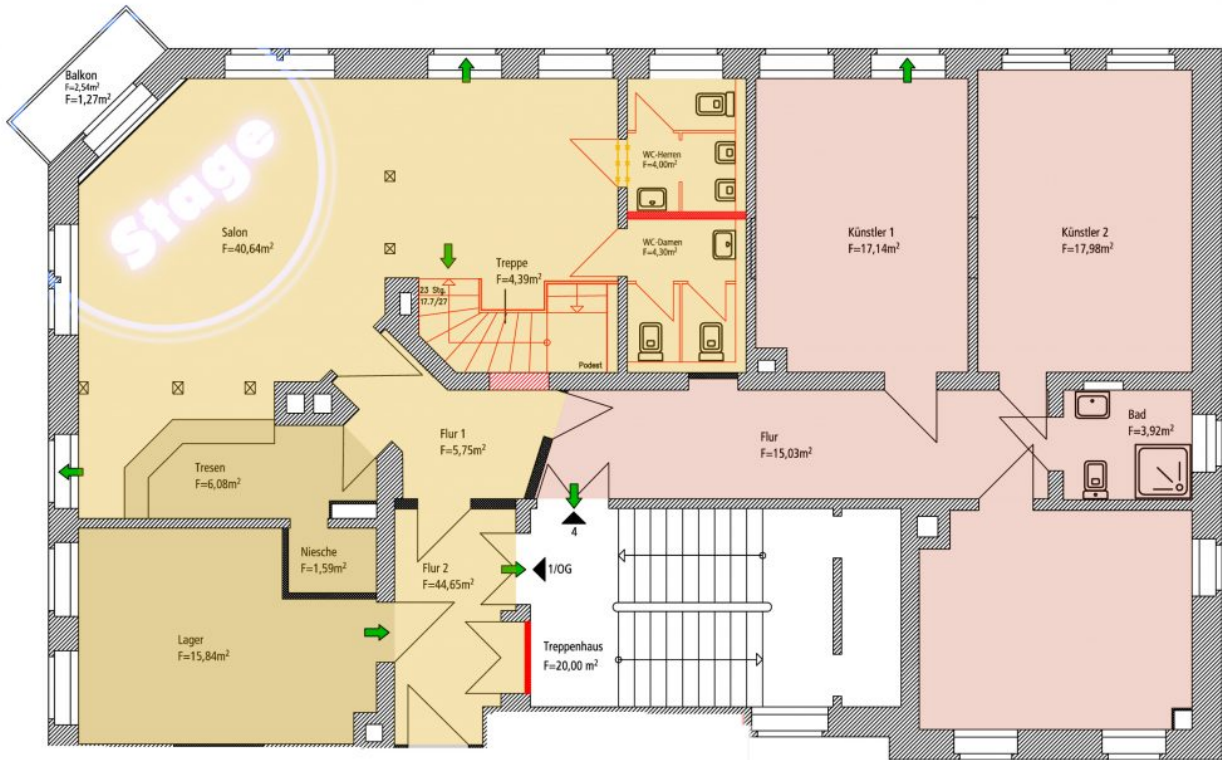 Balkon
F=2,54m²
F=1,27m²
Stage
Salon
F=40,64m²
WC-Herren
F=4,00m²
WC-Damen
F=4,30m²
Treppe
F=4,39m²
23 Stg.
17.7/27
Podest
Künstler 1
F=17,14m²
Künstler 2
F=17,98m²
Flur 1
F=5,75m²
Flur
F=15,03m²
Bad
F=3,92m²
Tresen
F=6,08m²
Niesche
F=1,59m²
Flur 2
F=44,65m²
4
1/OG
Lager
F=15,84m²
Treppenhaus
F=20,00 m²